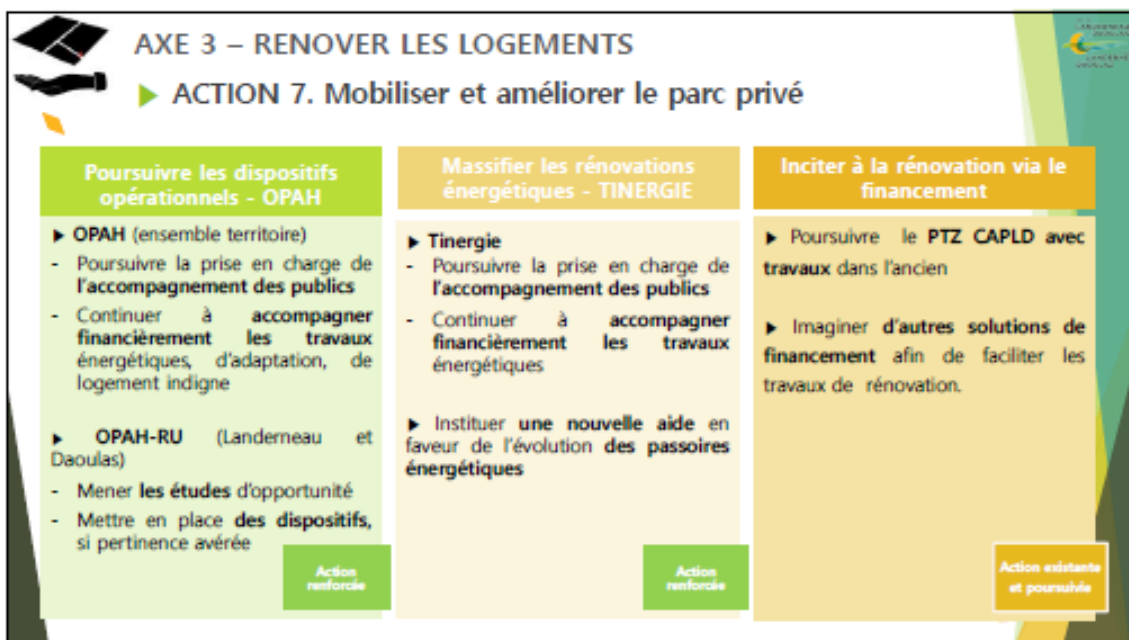 AXE 3 – RENOVER LES LOGEMENTS
▶ ACTION 7. Mobiliser et améliorer le parc privé
Poursuivre les dispositifs
opérationnels - OPAH
▶ OPAH (ensemble territoire)
- Poursuivre la prise en charge de
l'accompagnement des publics
- Continuer à accompagner
financièrement les travaux
énergétiques, d'adaptation, de
logement indigne
▶ OPAH-RU (Landerneau et
Daoulas)
- Mener les études d'opportunité
- Mettre en place des dispositifs,
si pertinence avérée
Action
renforcée
Massifier les rénovations
énergétiques - TINERGIE
▶ Tinergie
- Poursuivre la prise en charge de
l'accompagnement des publics
- Continuer à accompagner
financièrement les travaux
énergétiques
▶ Instituer une nouvelle aide en
faveur de l'évolution des passoires
énergétiques
Action
renforcée
Inciter à la rénovation via le
financement
▶ Poursuivre le PTZ CAPLD avec
travaux dans l'ancien
▶ Imaginer d'autres solutions de
financement afin de faciliter les
travaux de rénovation.
Action existante
et poursuivie